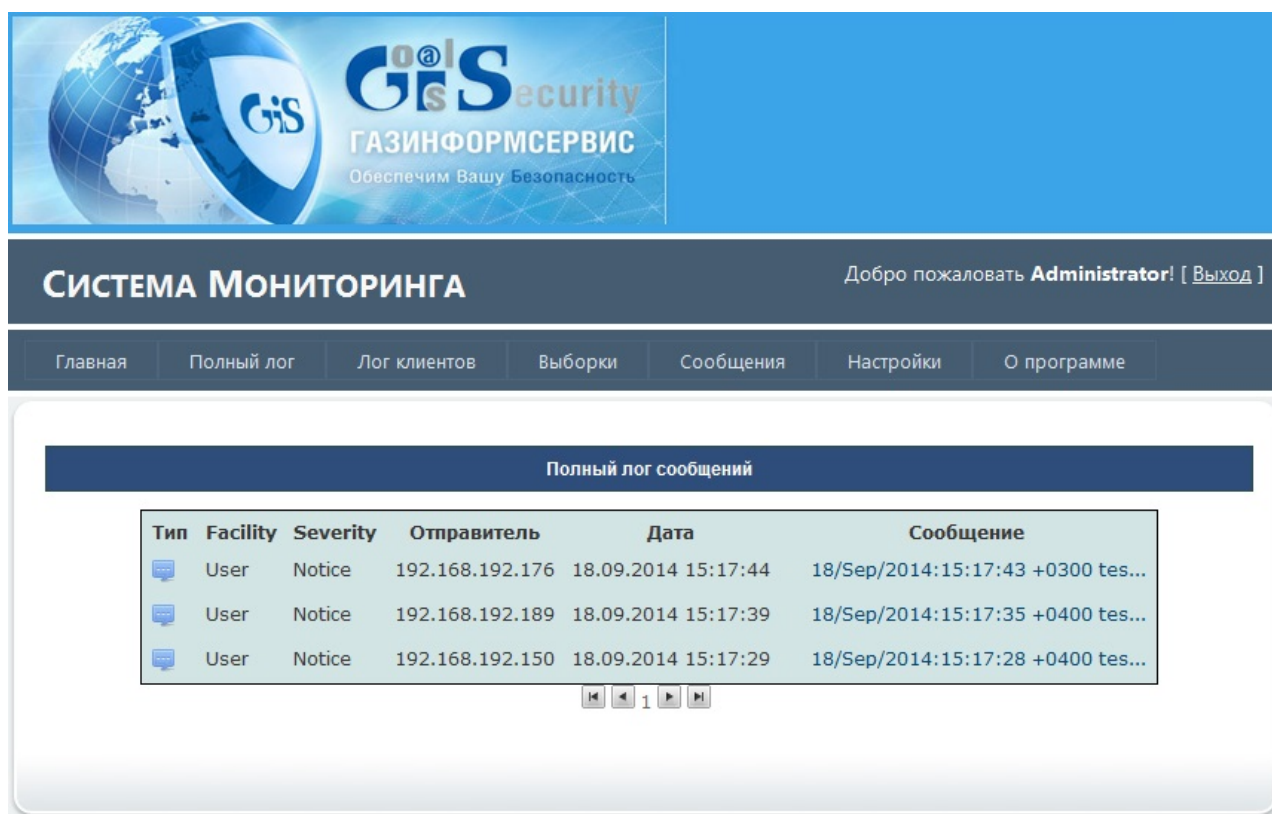 GiS
GoalSecurity
GiS
ГАЗИНФОРМСЕРВИС
Обеспечим Вашу Безопасность
СИСТЕМА МОНИТОРИНГА
Добро пожаловать Administrator! [ Выход ]
Главная Полный лог Лог клиентов Выборки Сообщения Настройки О программе
Полный лог сообщений
Тип Facility Severity Отправитель Дата Сообщение
User Notice 192.168.192.176 18.09.2014 15:17:44 18/Sep/2014:15:17:43 +0300 tes...
User Notice 192.168.192.189 18.09.2014 15:17:39 18/Sep/2014:15:17:35 +0400 tes...
User Notice 192.168.192.150 18.09.2014 15:17:29 18/Sep/2014:15:17:28 +0400 tes...
1